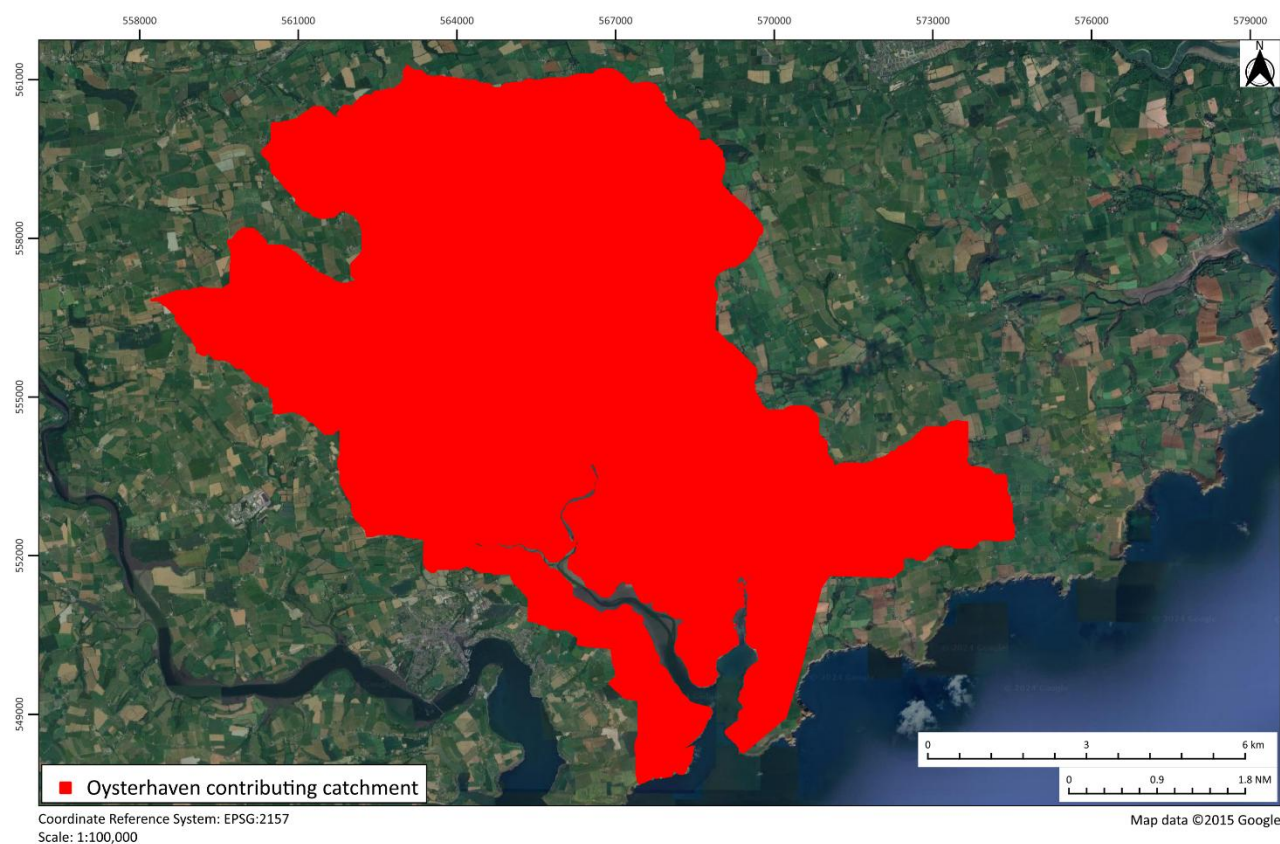 558000 561000 564000 567000 570000 573000 576000 579000
N
561000
558000
555000
552000
549000
0 3 6 km
0 0.9 1.8 NM
Oysterhaven contributing catchment
Coordinate Reference System: EPSG:2157
Map data ©2015 Google
Scale: 1:100,000